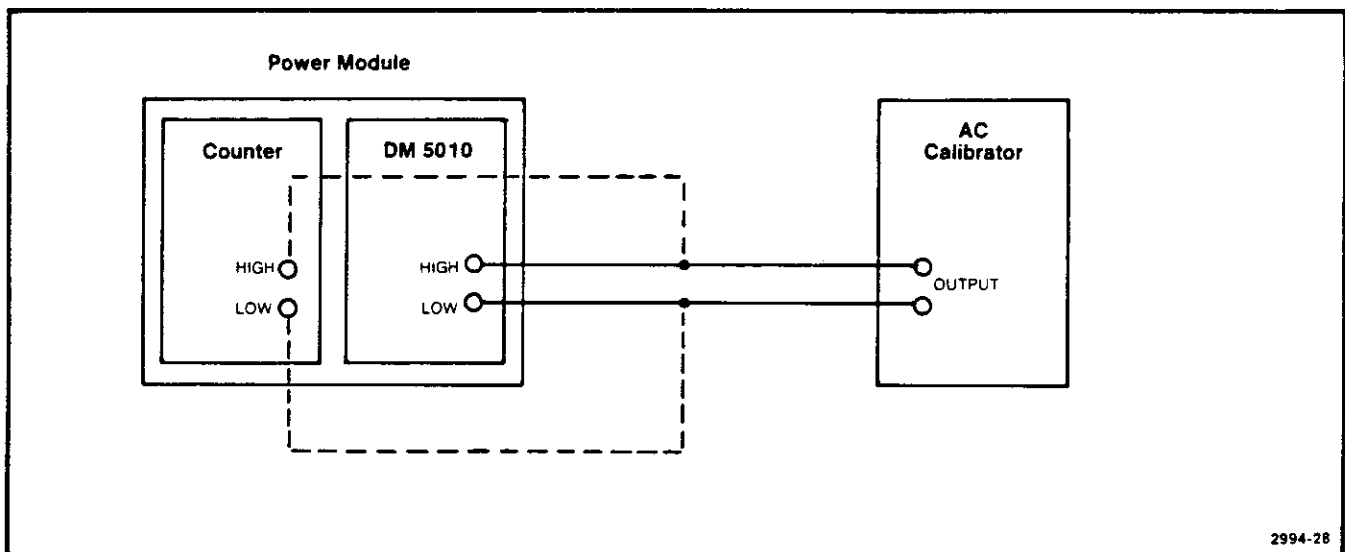 Power Module
Counter
DM 5010
AC
Calibrator
HIGH
HIGH
OUTPUT
LOW
LOW
2994-28